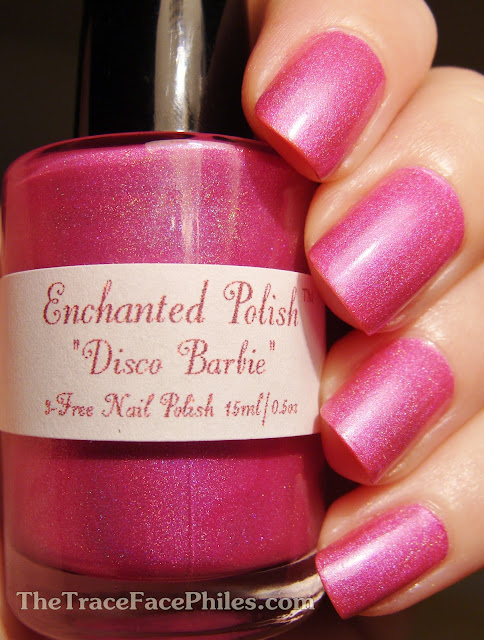 Enchanted Polish™
"Disco Barbie"
3-Free Nail Polish 15ml/0.5oz
TheTraceFacePhiles.com